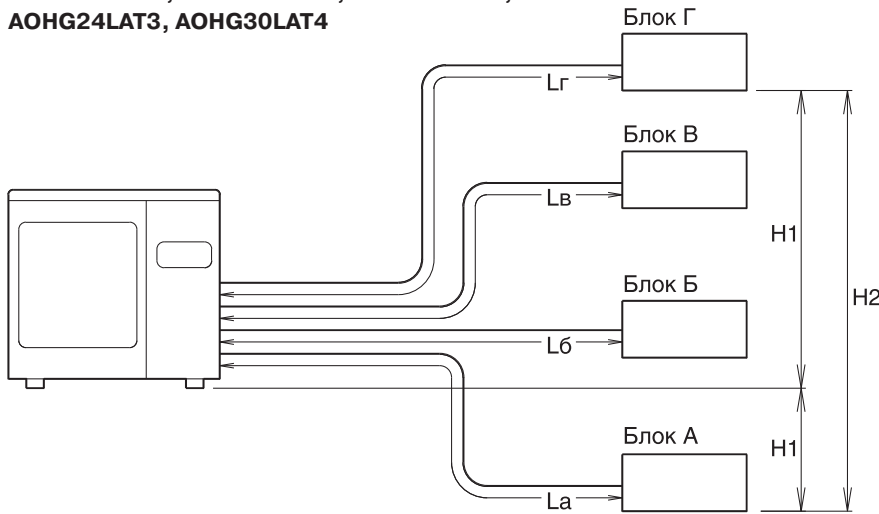 AOHG24LAT3, AOHG30LAT4
Блок Г
Lг
Блок В
Lв
H1
Блок Б
H2
Lб
Блок А
H1
Lа